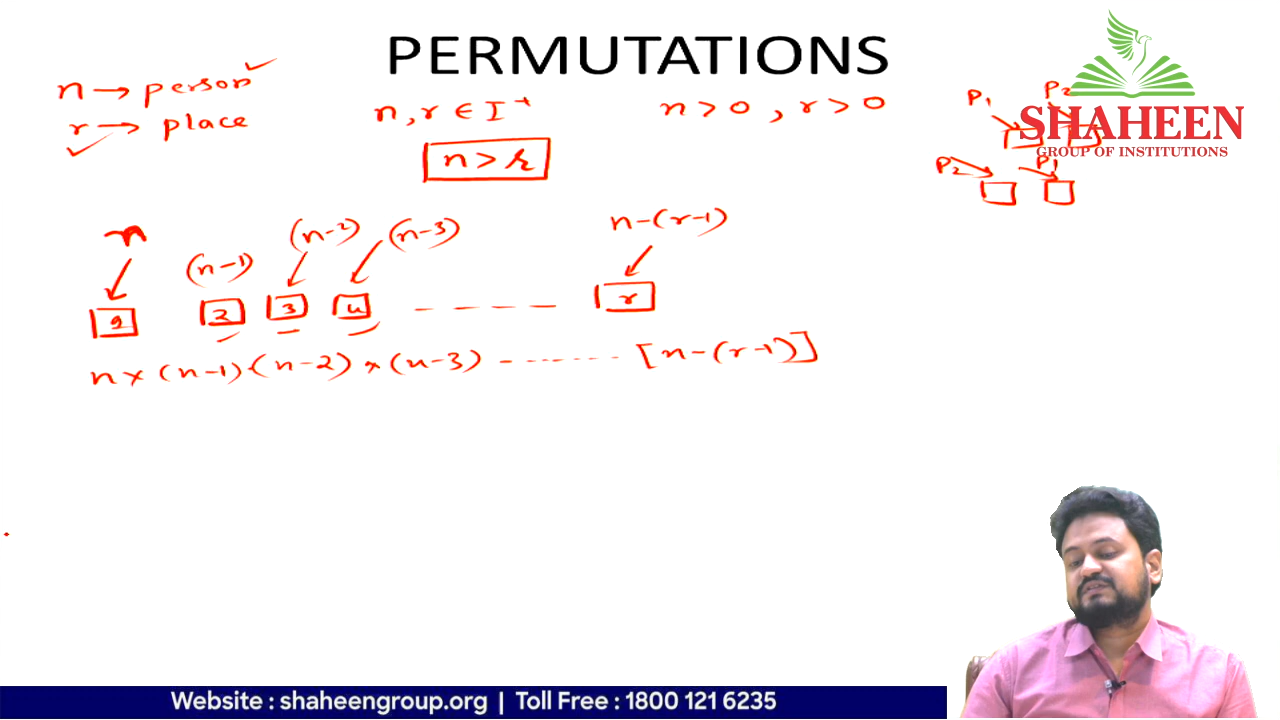 PERMUTATIONS
n → person ✓
r → place
n, r ∈ I⁺
n > 0 , r > 0
n > r
P₁ P₂
SHAHEEN
GROUP OF INSTITUTIONS
P₂ P₁
n (n-1) (n-2) (n-3) n-(r-1)
2 3 4 - - - - r
n × (n-1) (n-2) × (n-3) - - - - - - [n-(r-1)]
Website : shaheengroup.org | Toll Free : 1800 121 6235